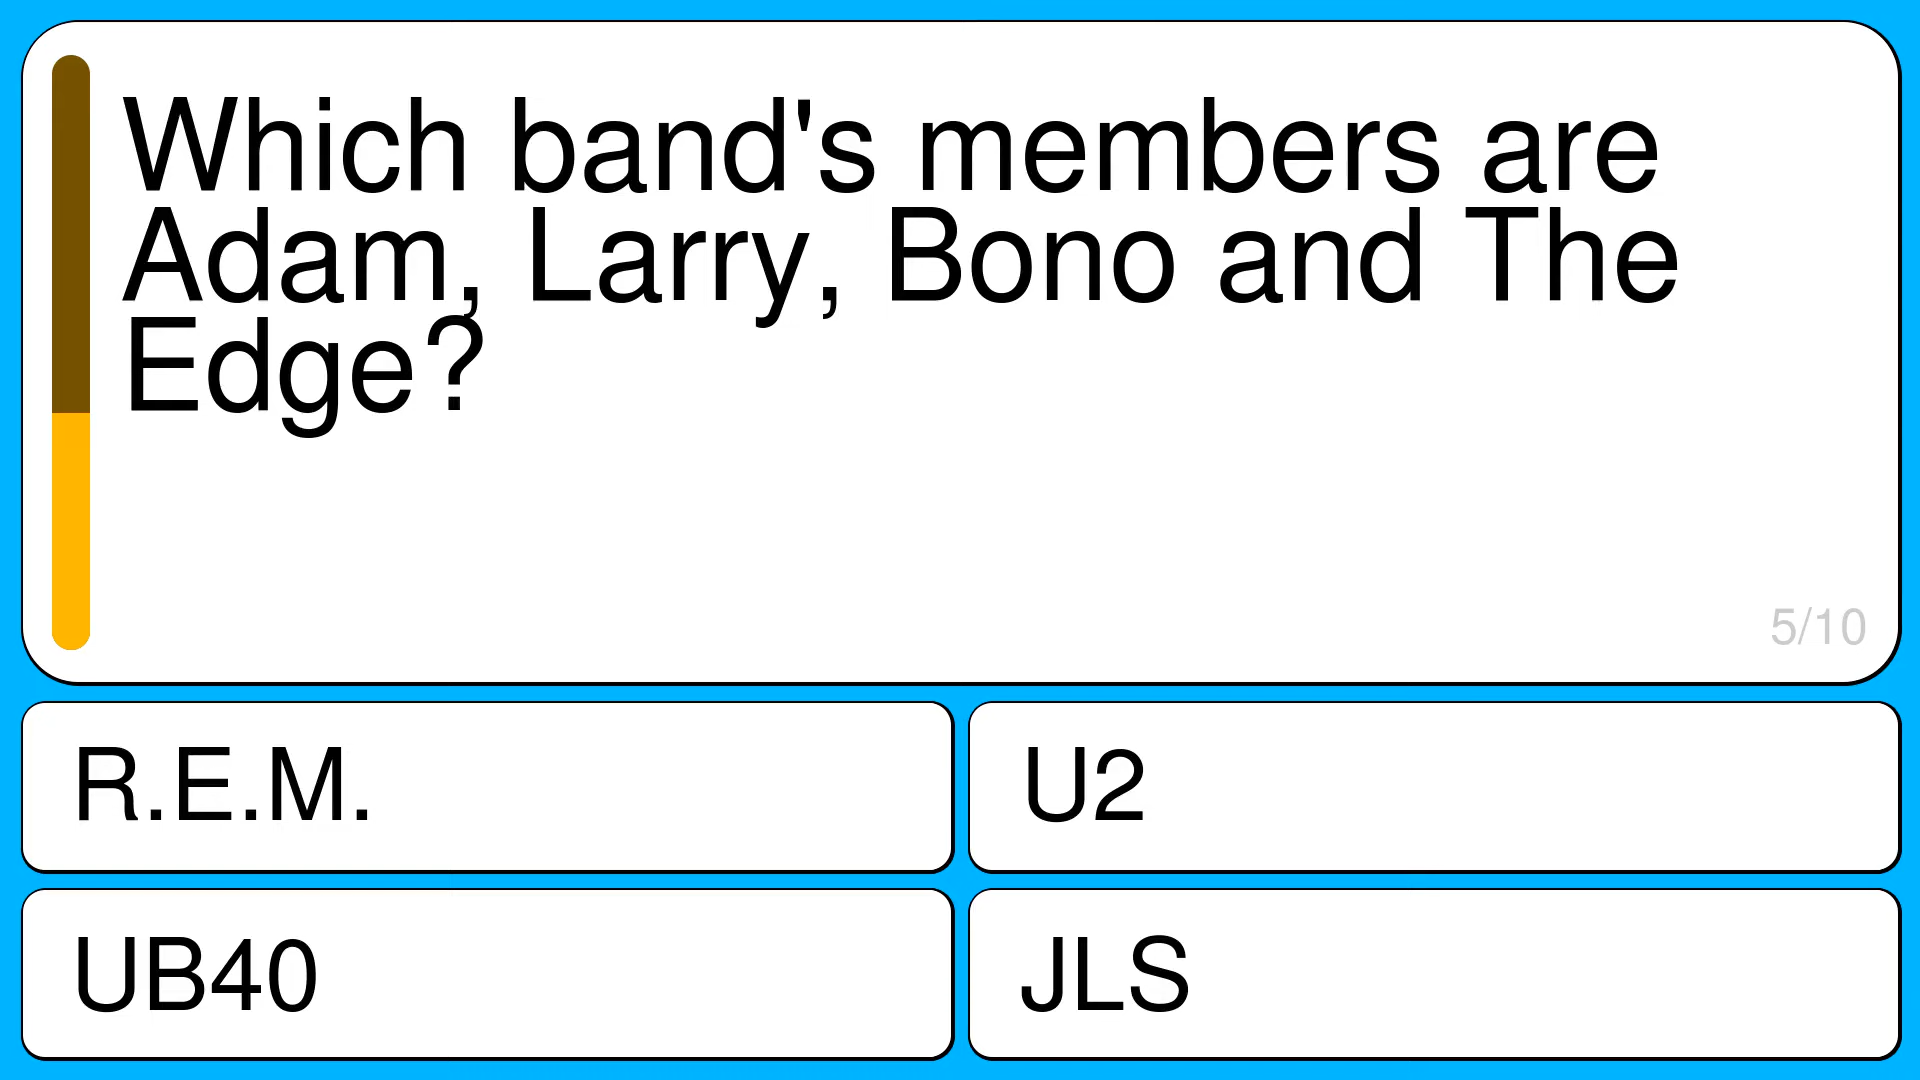 Which band's members are
Adam, Larry, Bono and The
Edge?
5/10
R.E.M.
U2
UB40
JLS